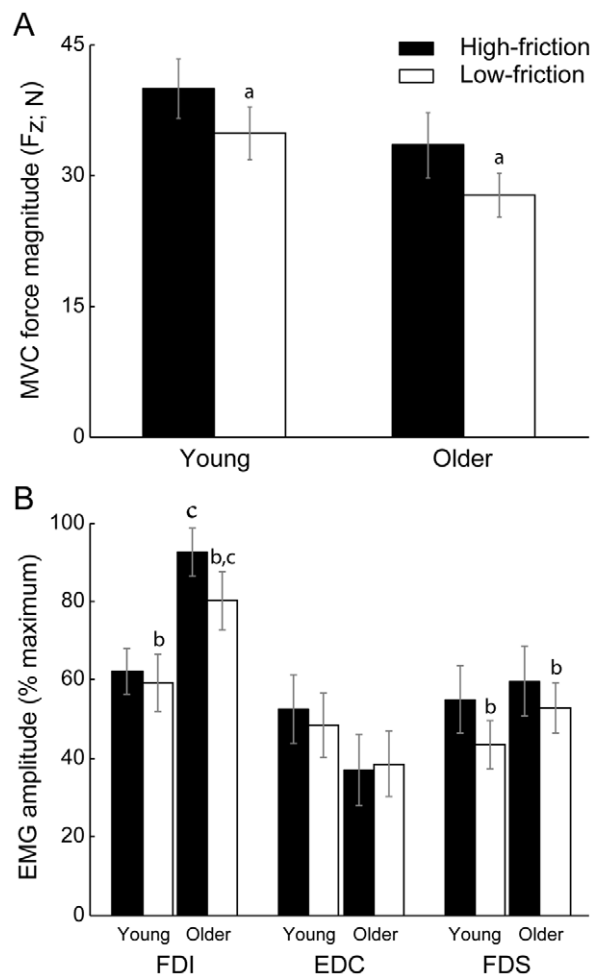 A
MVC force magnitude (Fz; N)
45
30
15
0
High-friction
Low-friction
a
a
Young
Older
B
EMG amplitude (% maximum)
100
80
60
40
20
0
c
b,c
b
b
b
Young
Older
Young
Older
Young
Older
FDI
EDC
FDS